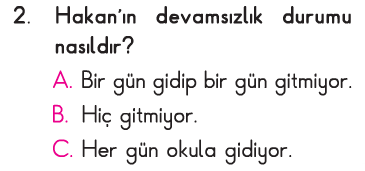 2. Hakan'ın devamsızlık durumu
nasıldır?
A. Bir gün gidip bir gün gitmiyor.
B. Hiç gitmiyor.
C. Her gün okula gidiyor.